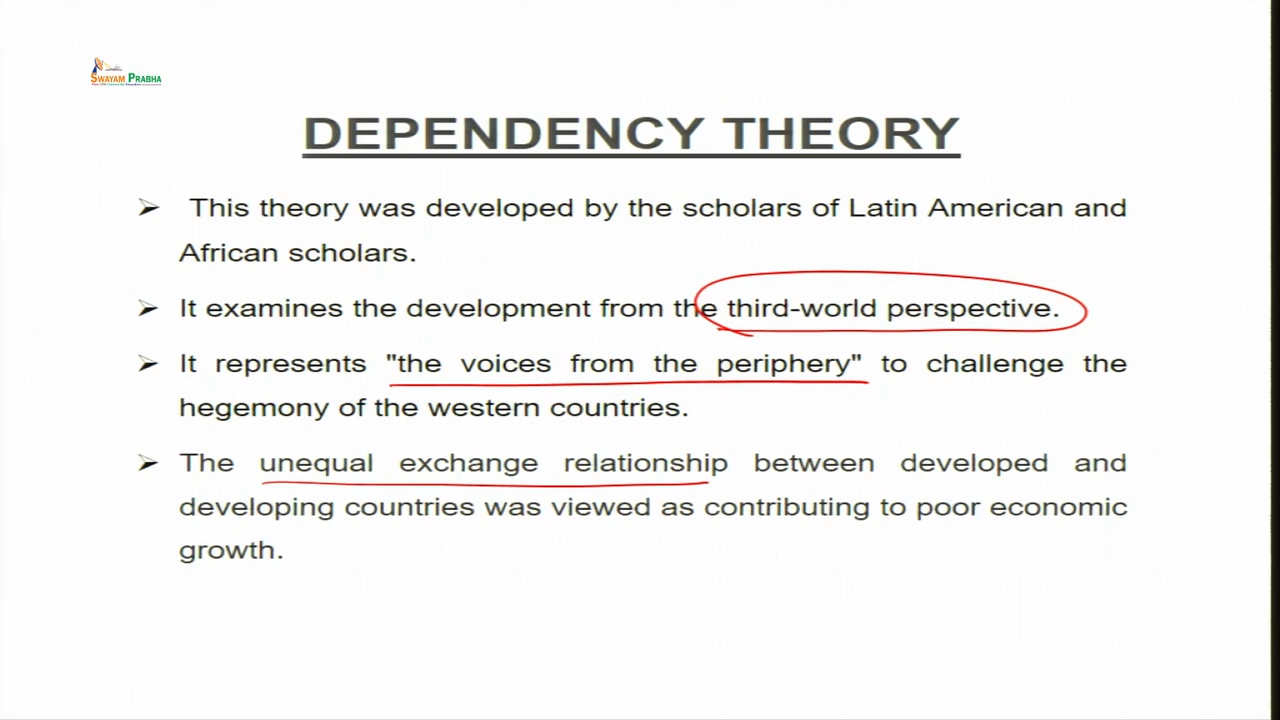 SWAYAM PRABHA
DEPENDENCY THEORY
➢ This theory was developed by the scholars of Latin American and
African scholars.
➢ It examines the development from the third-world perspective.
➢ It represents "the voices from the periphery" to challenge the
hegemony of the western countries.
➢ The unequal exchange relationship between developed and
developing countries was viewed as contributing to poor economic
growth.